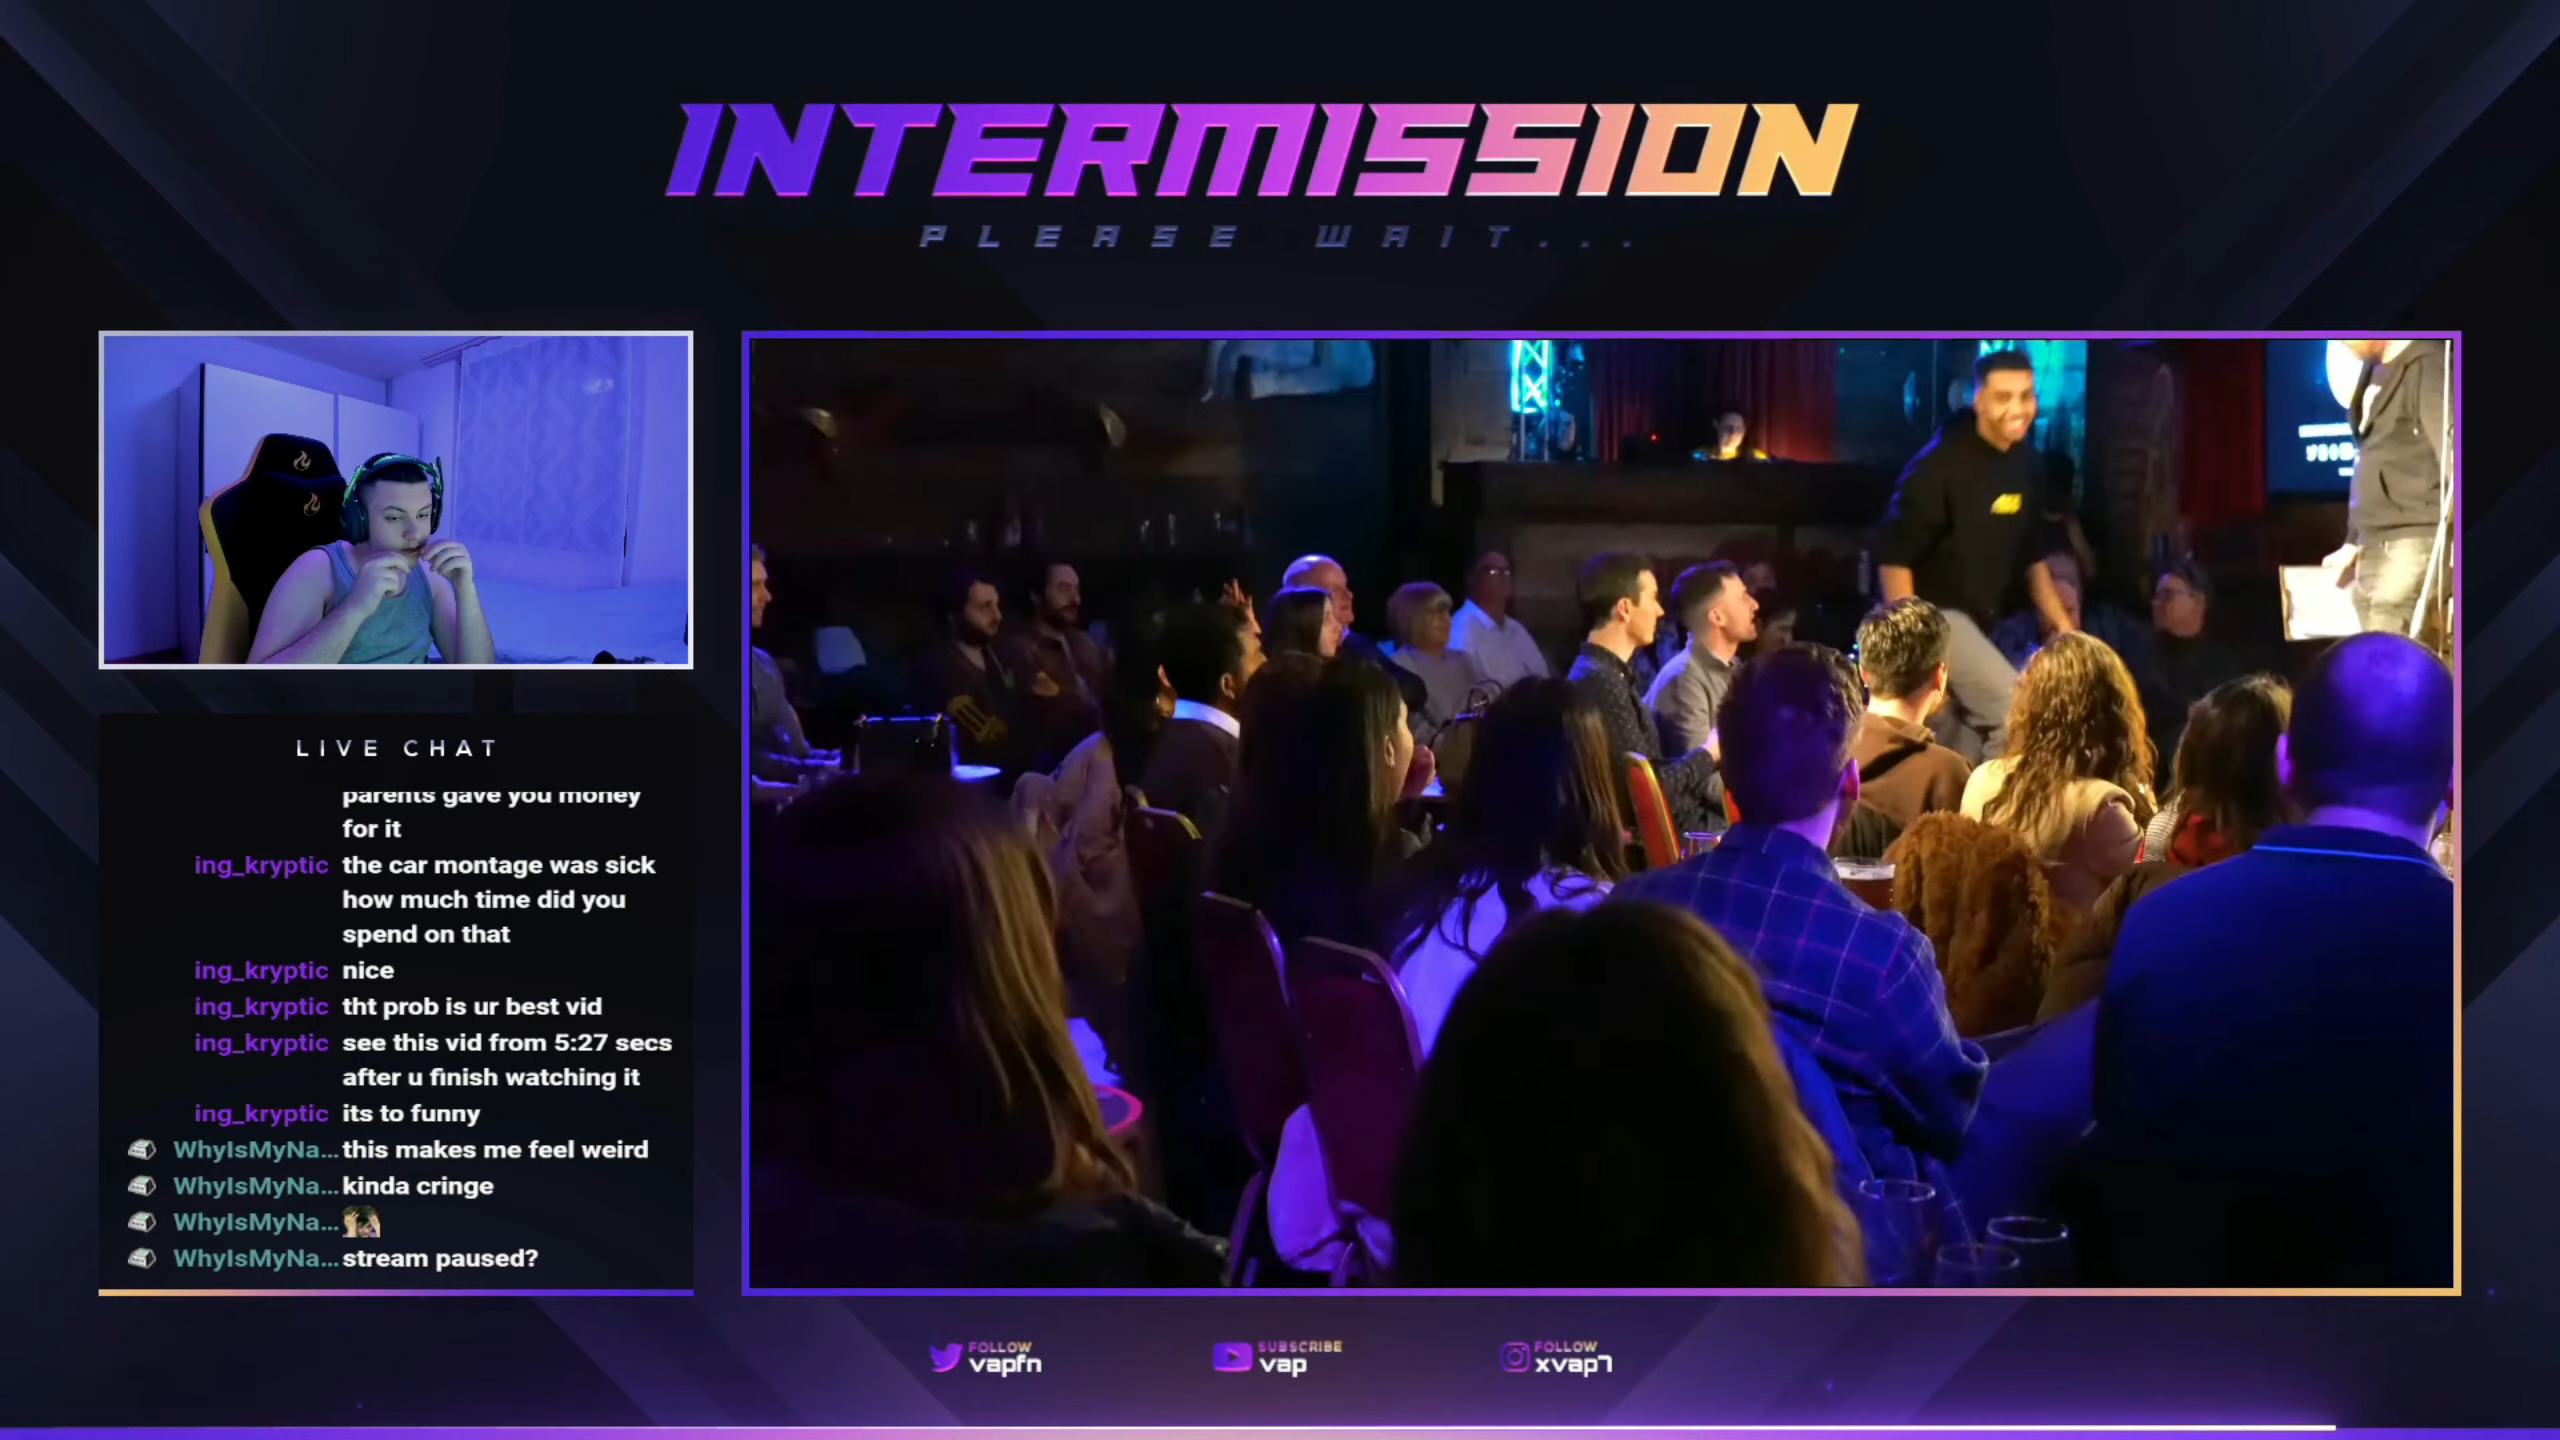 INTERMISSION
PLEASE WAIT...
LIVE CHAT
parents gave you money
for it
ing_kryptic the car montage was sick
how much time did you
spend on that
ing_kryptic nice
ing_kryptic tht prob is ur best vid
ing_kryptic see this vid from 5:27 secs
after u finish watching it
ing_kryptic its to funny
WhyIsMyNa... this makes me feel weird
WhyIsMyNa... kinda cringe
WhyIsMyNa...
WhyIsMyNa... stream paused?
FOLLOW
vapfn
SUBSCRIBE
vap
FOLLOW
xvap7